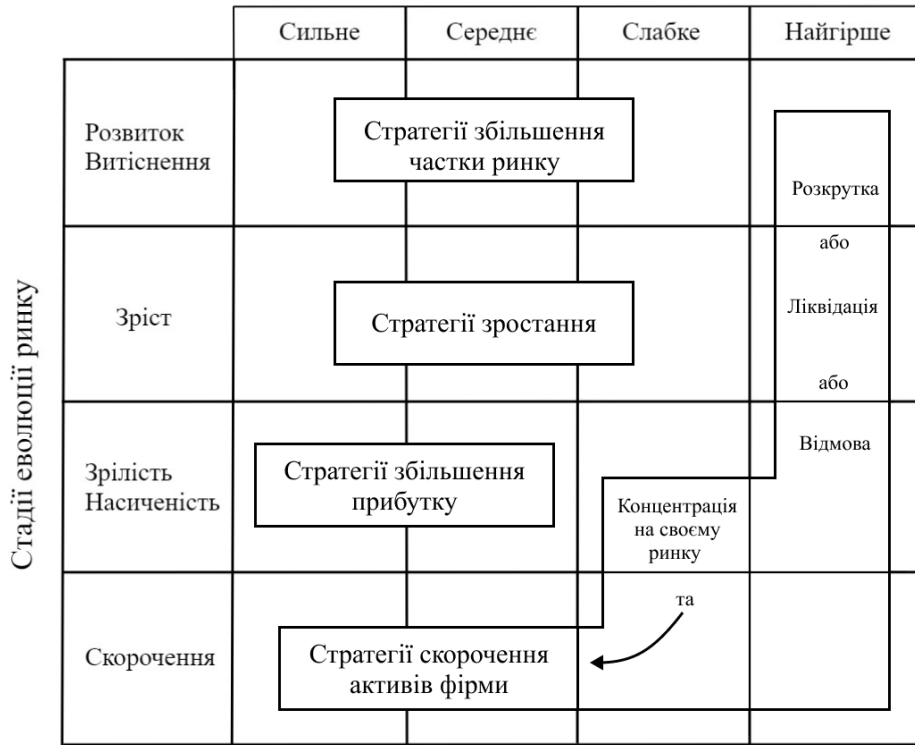 Сильне
Середнє
Слабке
Найгірше
Стадії еволюції ринку
Розвиток
Витіснення
Стратегії збільшення
частки ринку
Розкрутка
або
Зріст
Стратегії зростання
Ліквідація
або
Зрілість
Насиченість
Стратегії збільшення
прибутку
Відмова
Концентрація
на своєму
ринку
та
Скорочення
Стратегії скорочення
активів фірми